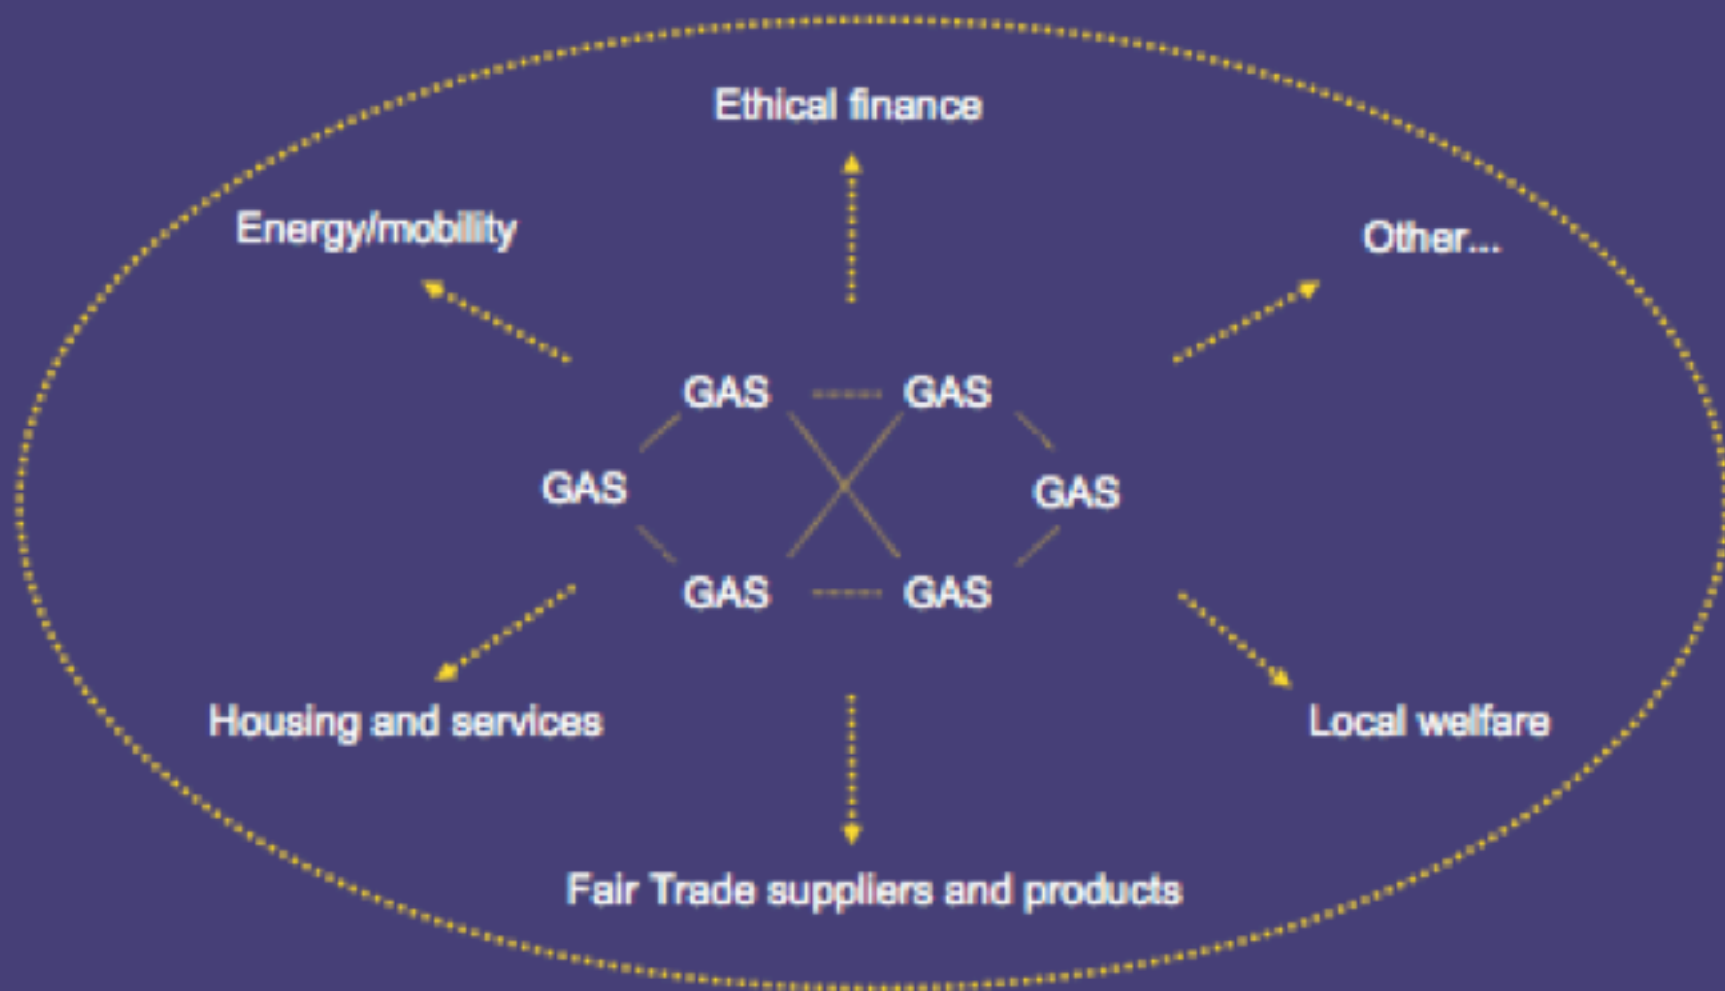 Ethical finance
Energy/mobility
Other...
GAS GAS
GAS GAS
GAS GAS
Housing and services
Local welfare
Fair Trade suppliers and products